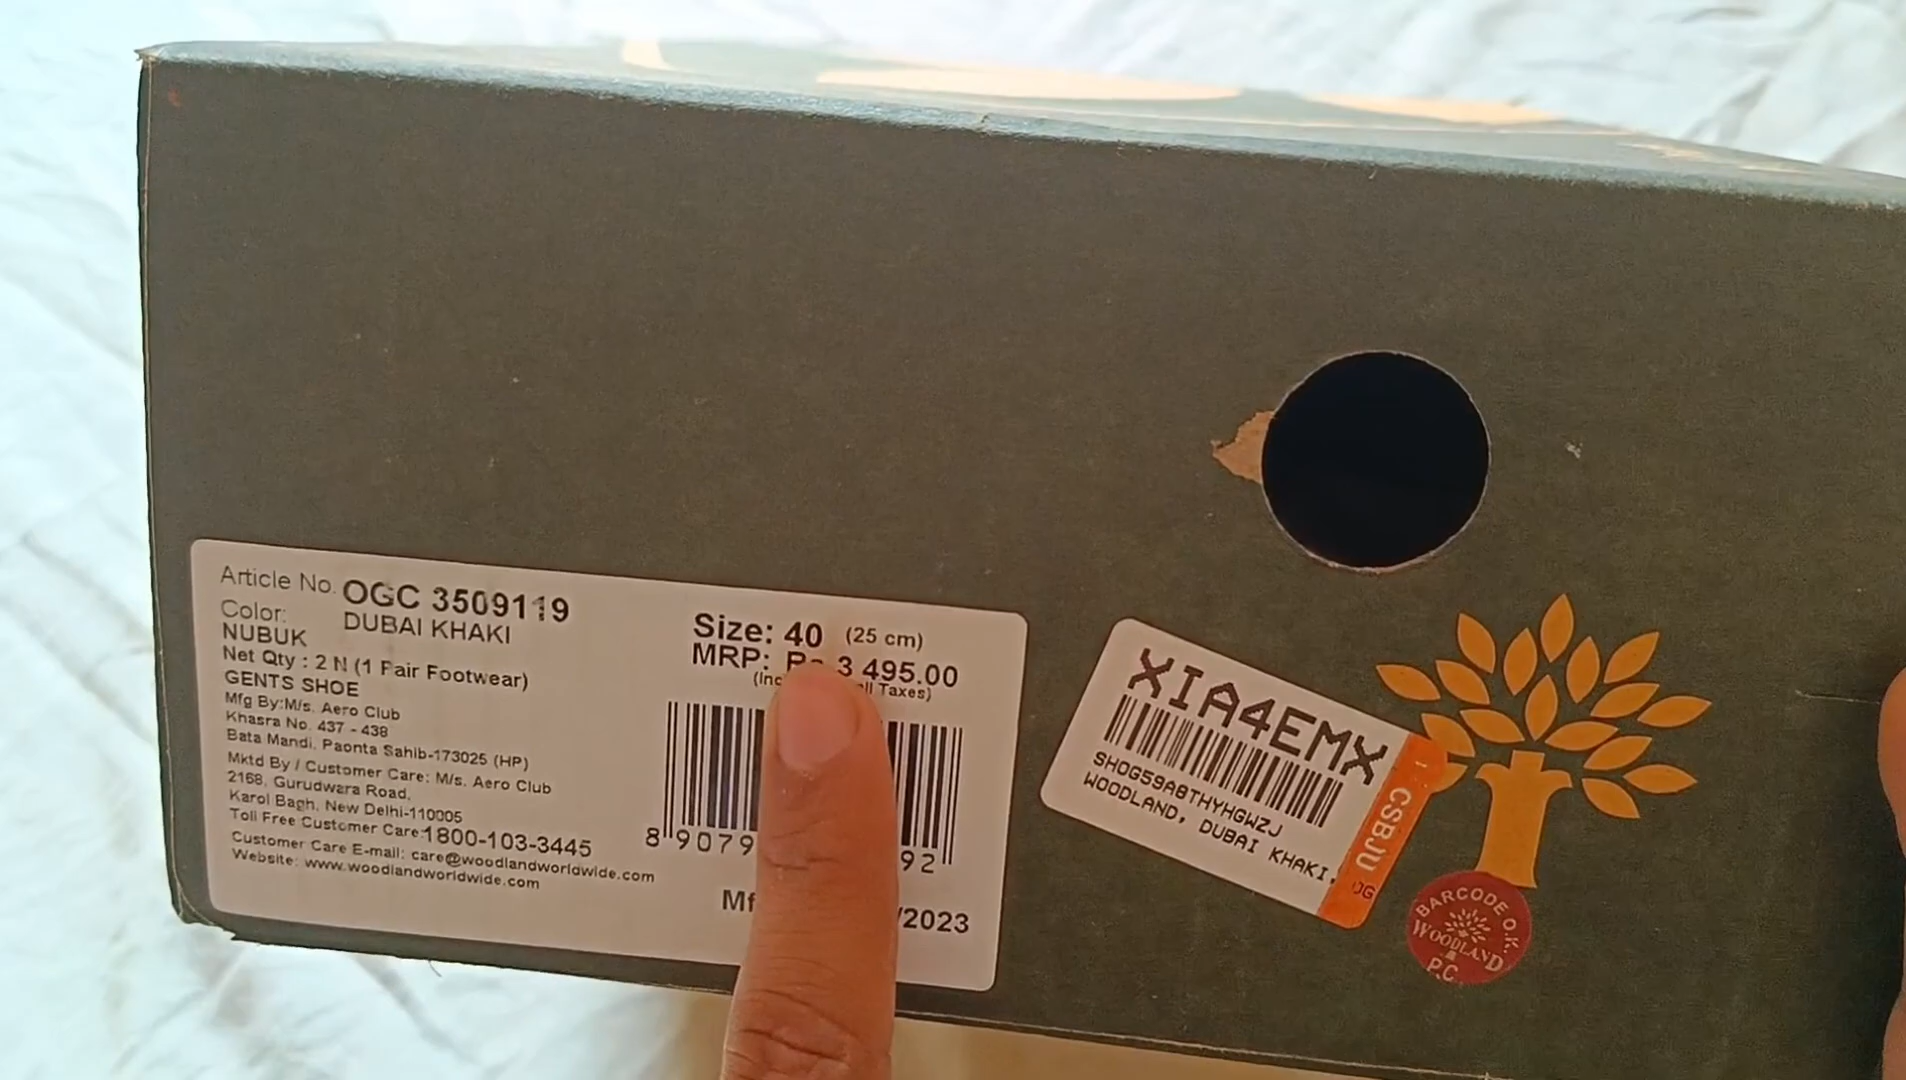 Article No. OGC 3509119
Color: DUBAI KHAKI
NUBUK
Net Qty : 2 N (1 Pair Footwear)
GENTS SHOE
Mfg By:M/s. Aero Club
Khasra No. 437 - 438
Bata Mandi, Paonta Sahib-173025 (HP)
Mktd By / Customer Care: M/s. Aero Club
2168, Gurudwara Road,
Karol Bagh, New Delhi-110005
Toll Free Customer Care:1800-103-3445
Customer Care E-mail: care@woodlandworldwide.com
Website: www.woodlandworldwide.com
Size: 40 (25 cm)
MRP: Rs 3 495.00
Taxes)
8 9079
92
/2023
XIA4EMX
SHOG59A8THYHGWZJ
WOODLAND, DUBAI KHAKI,
CSBJU
BARCODE O.K.
WOODLAND
P.C.